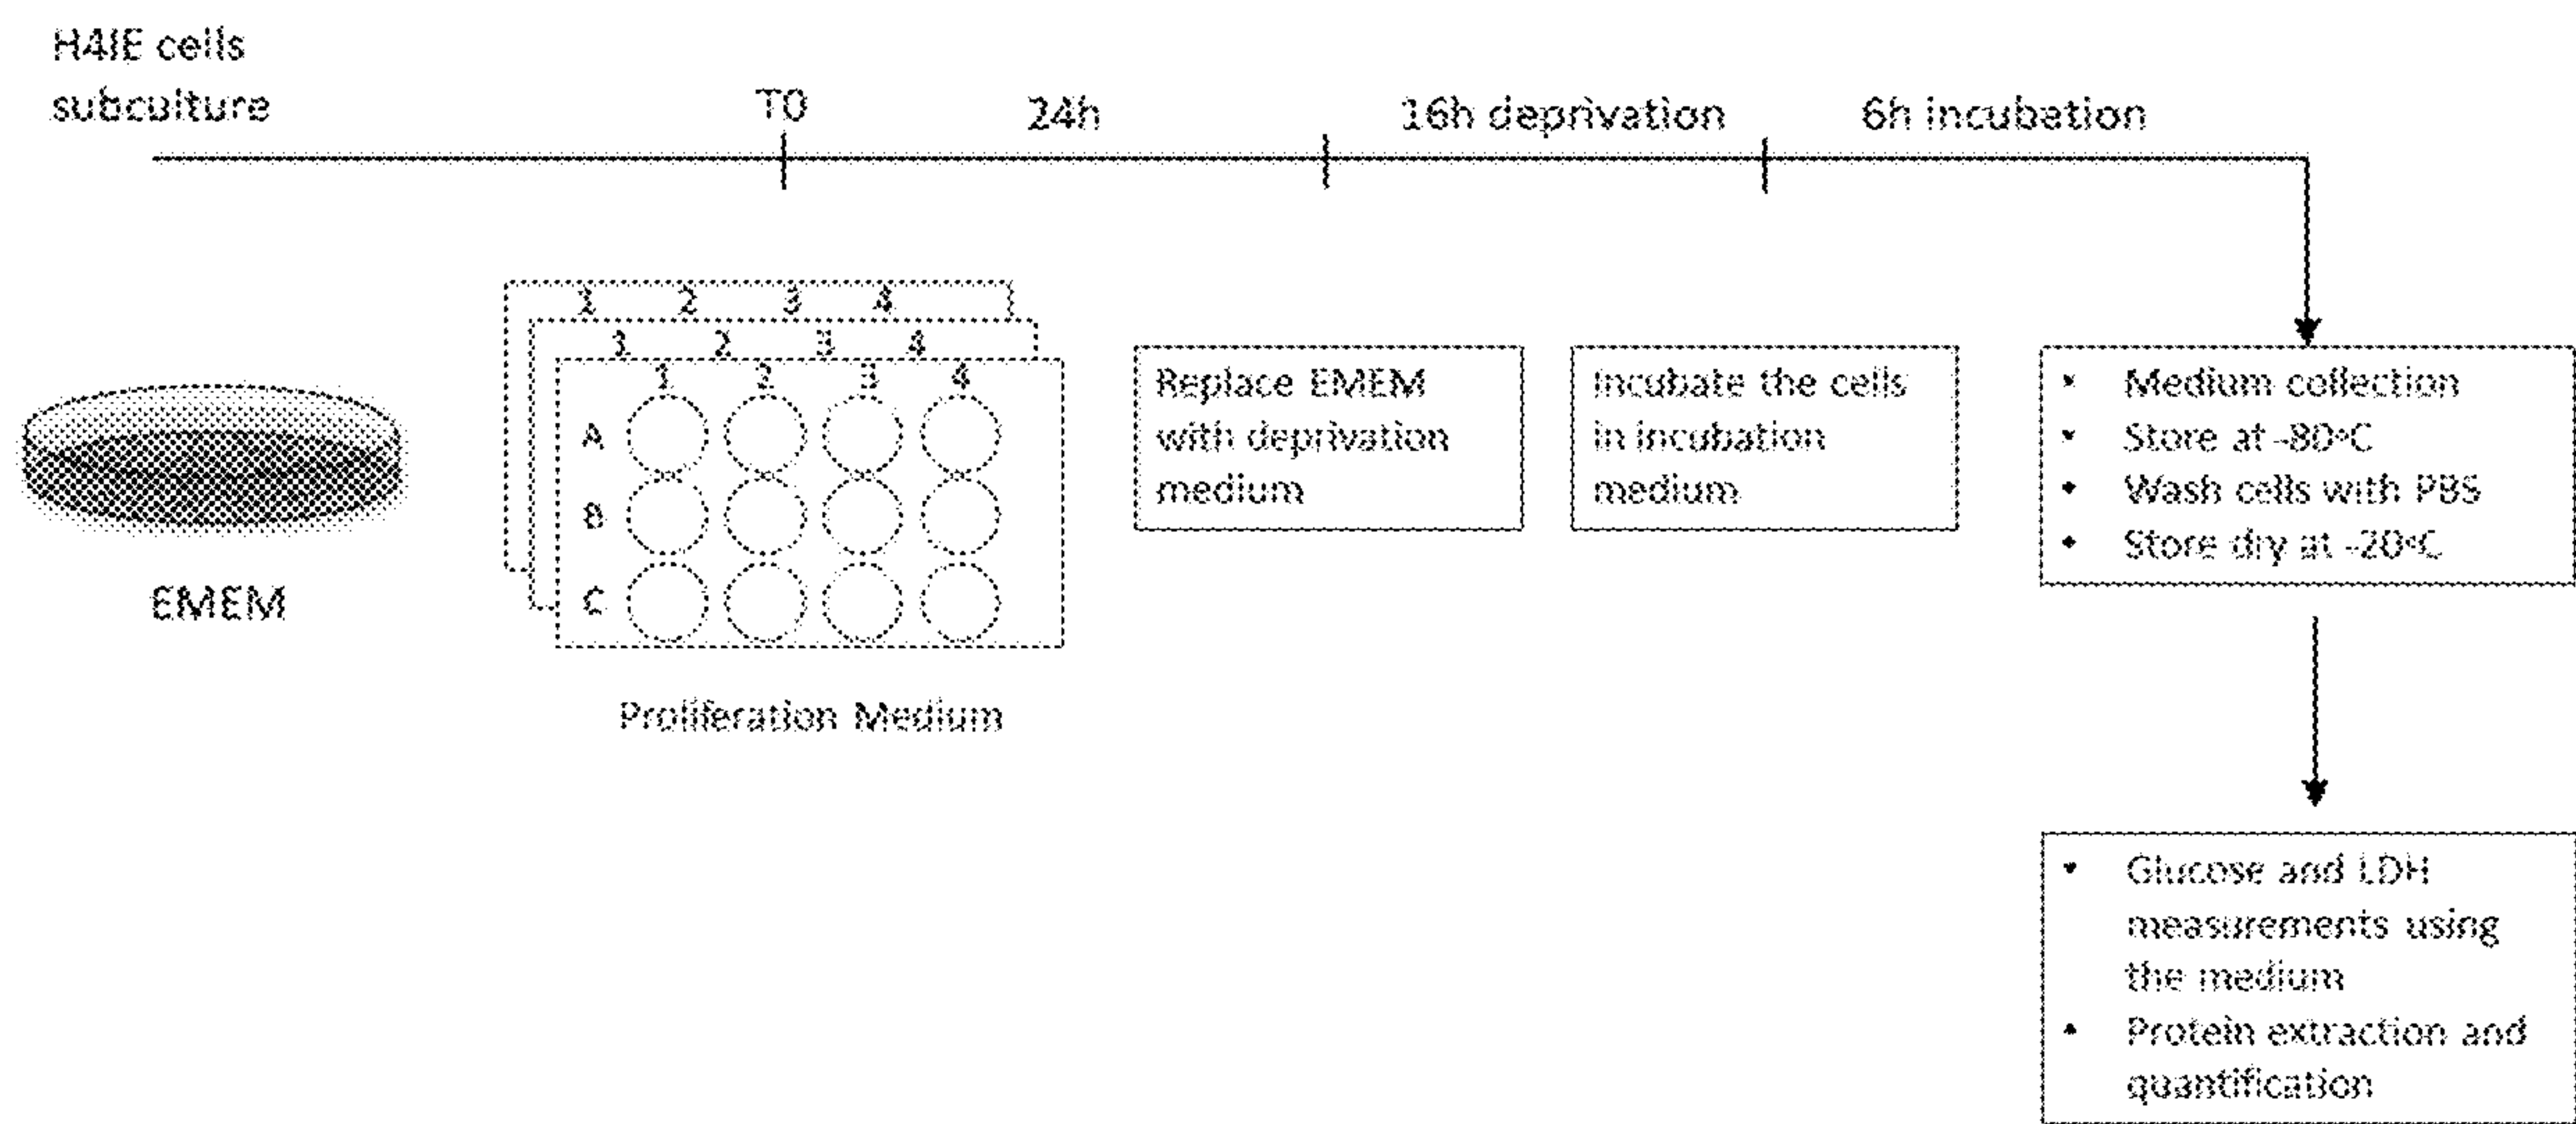 H4IE cells
subculture
T0
24h
16h deprivation
6h incubation
1 2 3 4
1 2 3 4
1 2 3 4
A
B
C
EMEM
Proliferation Medium
Replace EMEM
with deprivation
medium
Incubate the cells
in incubation
medium
• Medium collection
• Store at -80°C
• Wash cells with PBS
• Store dry at -20°C
• Glucose and LDH
measurements using
the medium
• Protein extraction and
quantification